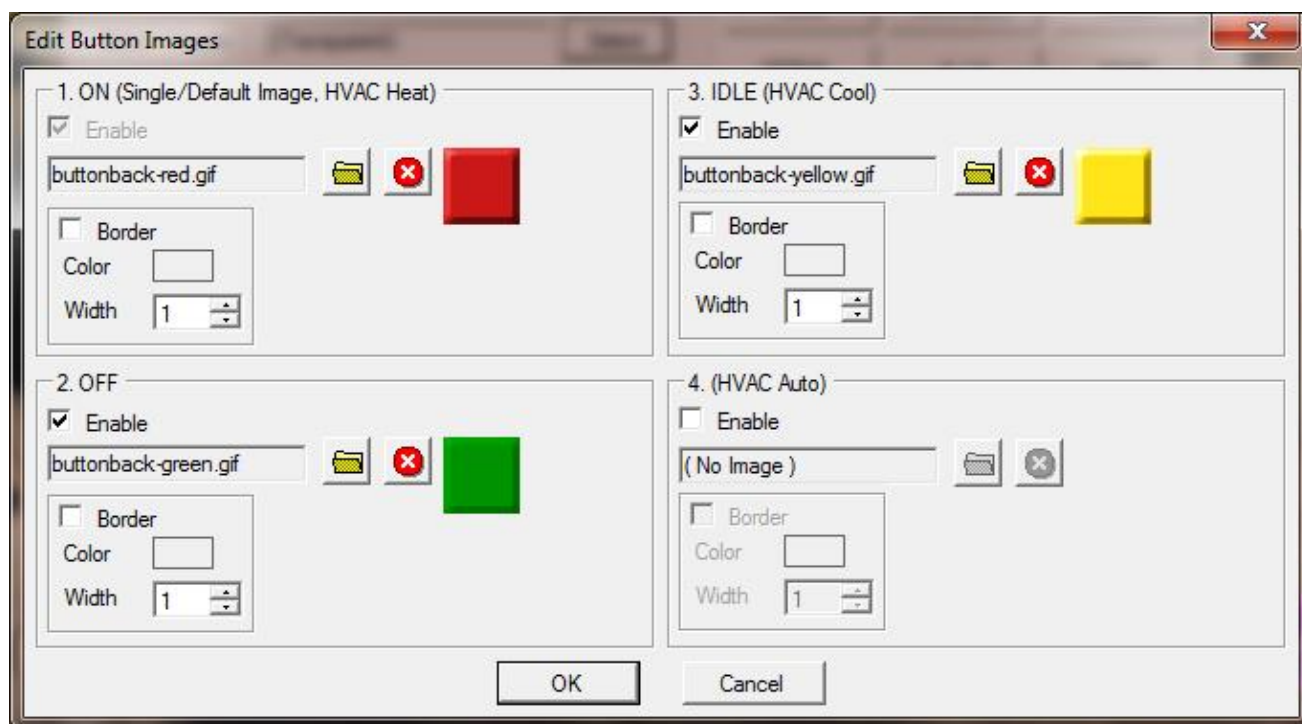 Edit Button Images
X
1. ON (Single/Default Image, HVAC Heat)
Enable
buttonback-red.gif
Border
Color
Width 1
2. OFF
Enable
buttonback-green.gif
Border
Color
Width 1
3. IDLE (HVAC Cool)
Enable
buttonback-yellow.gif
Border
Color
Width 1
4. (HVAC Auto)
Enable
( No Image )
Border
Color
Width 1
OK Cancel